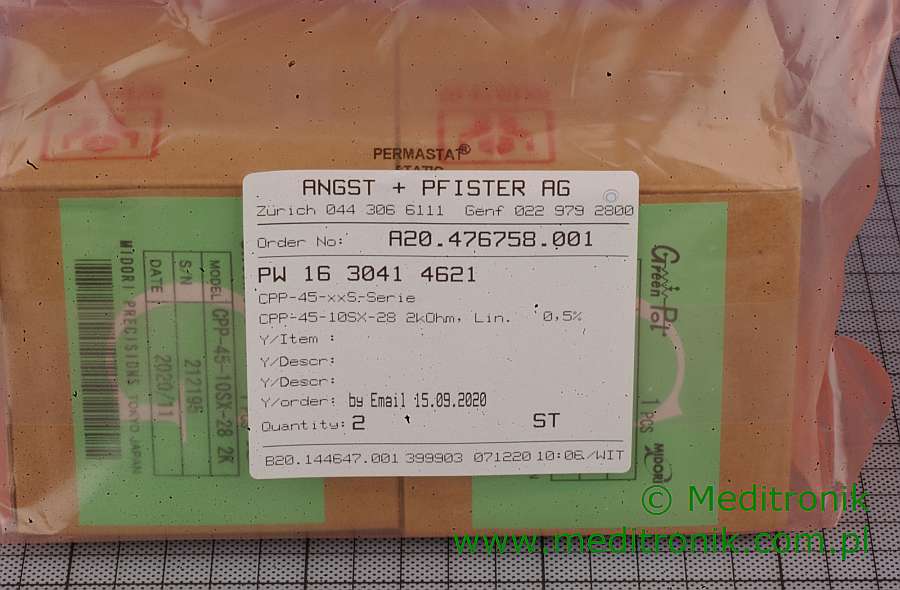 PERMASTAT®
STATIC
ANGST + PFISTER AG
Zürich 044 306 6111 Genf 022 979 2800
Order No: A20.476758.001
PW 16 3041 4621
CPP-45-xxS-Serie
CPP-45-10SX-28 2kOhm, Lin. 0,5%
Y/Item :
Y/Descr:
Y/Descr:
Y/order: by Email 15.09.2020
Quantity: 2 ST
B20.144647.001 399903 071220 10:06 /WIT
MODEL CPP-45-10SX-28 2K
S/N 212195
DATE 2020/11
MIDORI PRECISIONS TOKYO JAPAN
Green Pot
1 PCS
MIDORI
© Meditronik
www.meditronik.com.pl